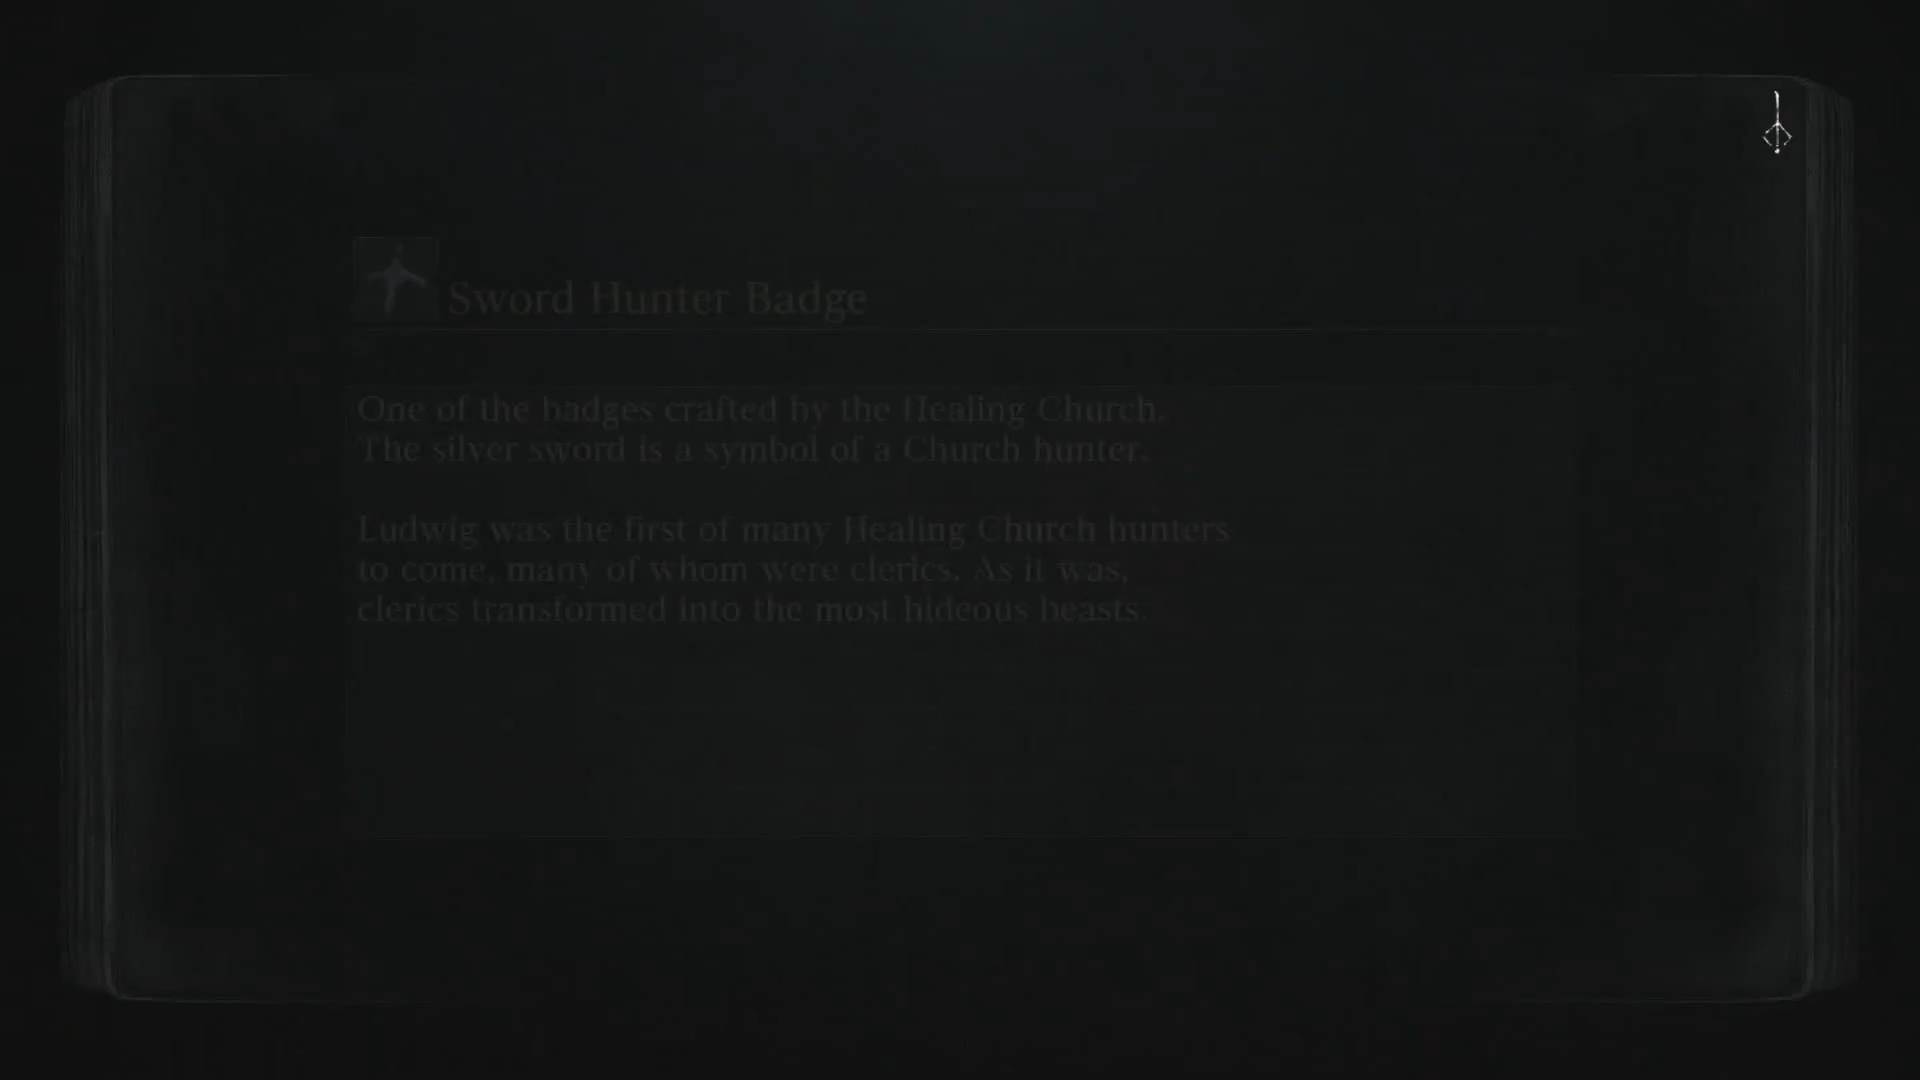 Sword Hunter Badge
One of the badges crafted by the Healing Church.
The silver sword is a symbol of a Church hunter.
Ludwig was the first of many Healing Church hunters
to come, many of whom were clerics. As it was,
clerics transformed into the most hideous beasts.